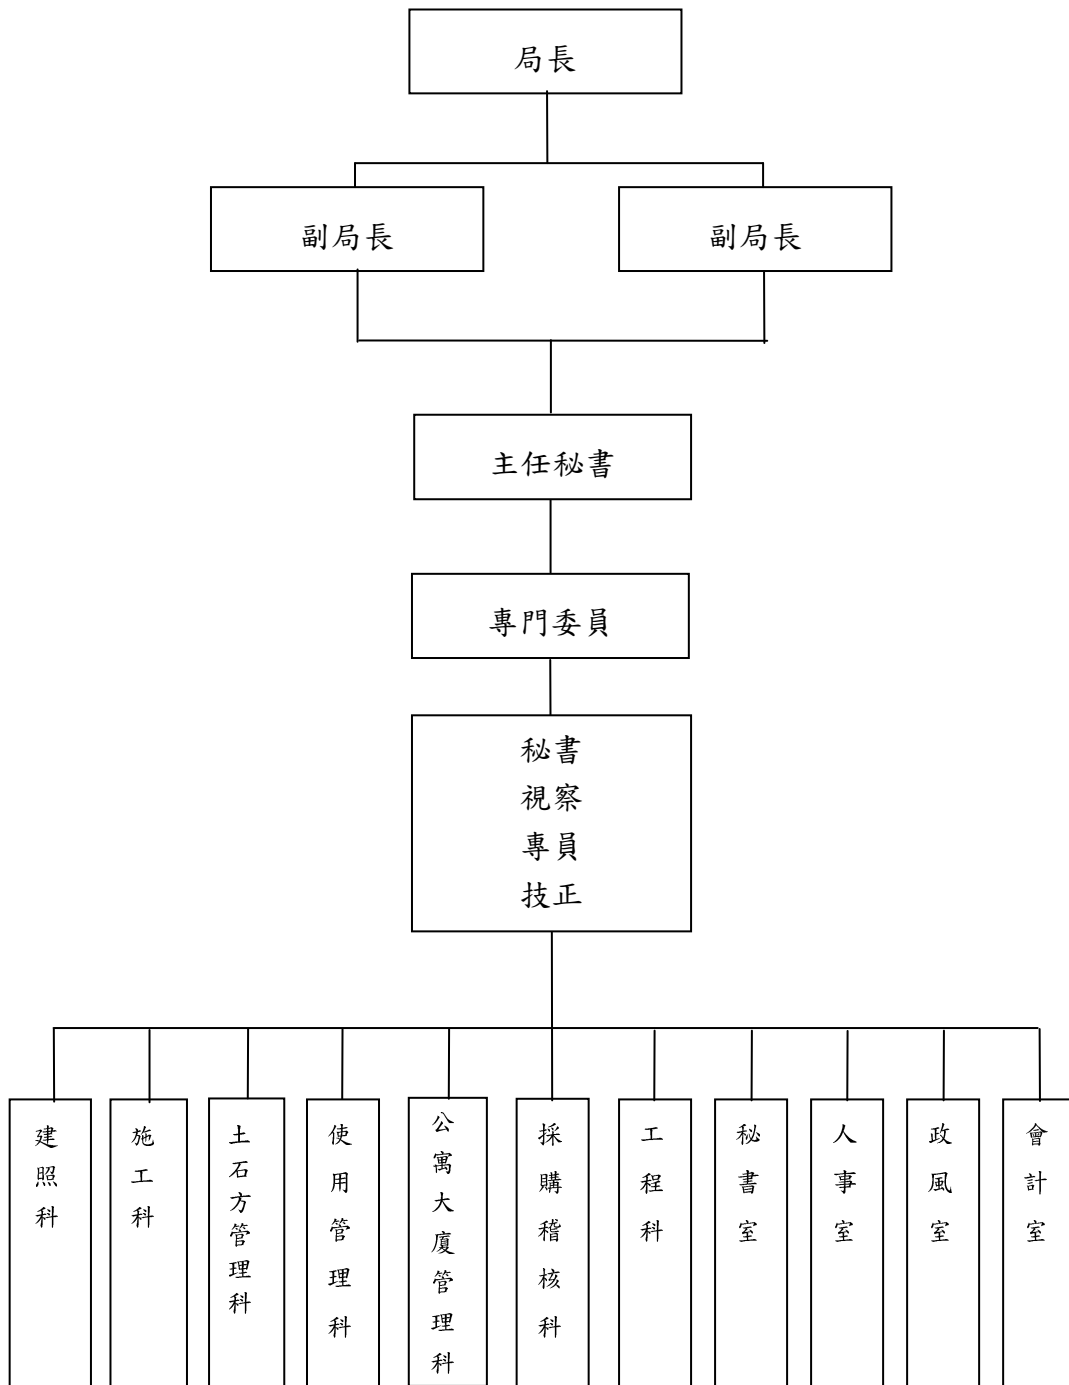 局長
副局長
副局長
主任秘書
專門委員
秘書
視察
專員
技正
建照科
施工科
土石方管理科
使用管理科
公寓大廈管理科
採購稽核科
工程科
秘書室
人事室
政風室
會計室